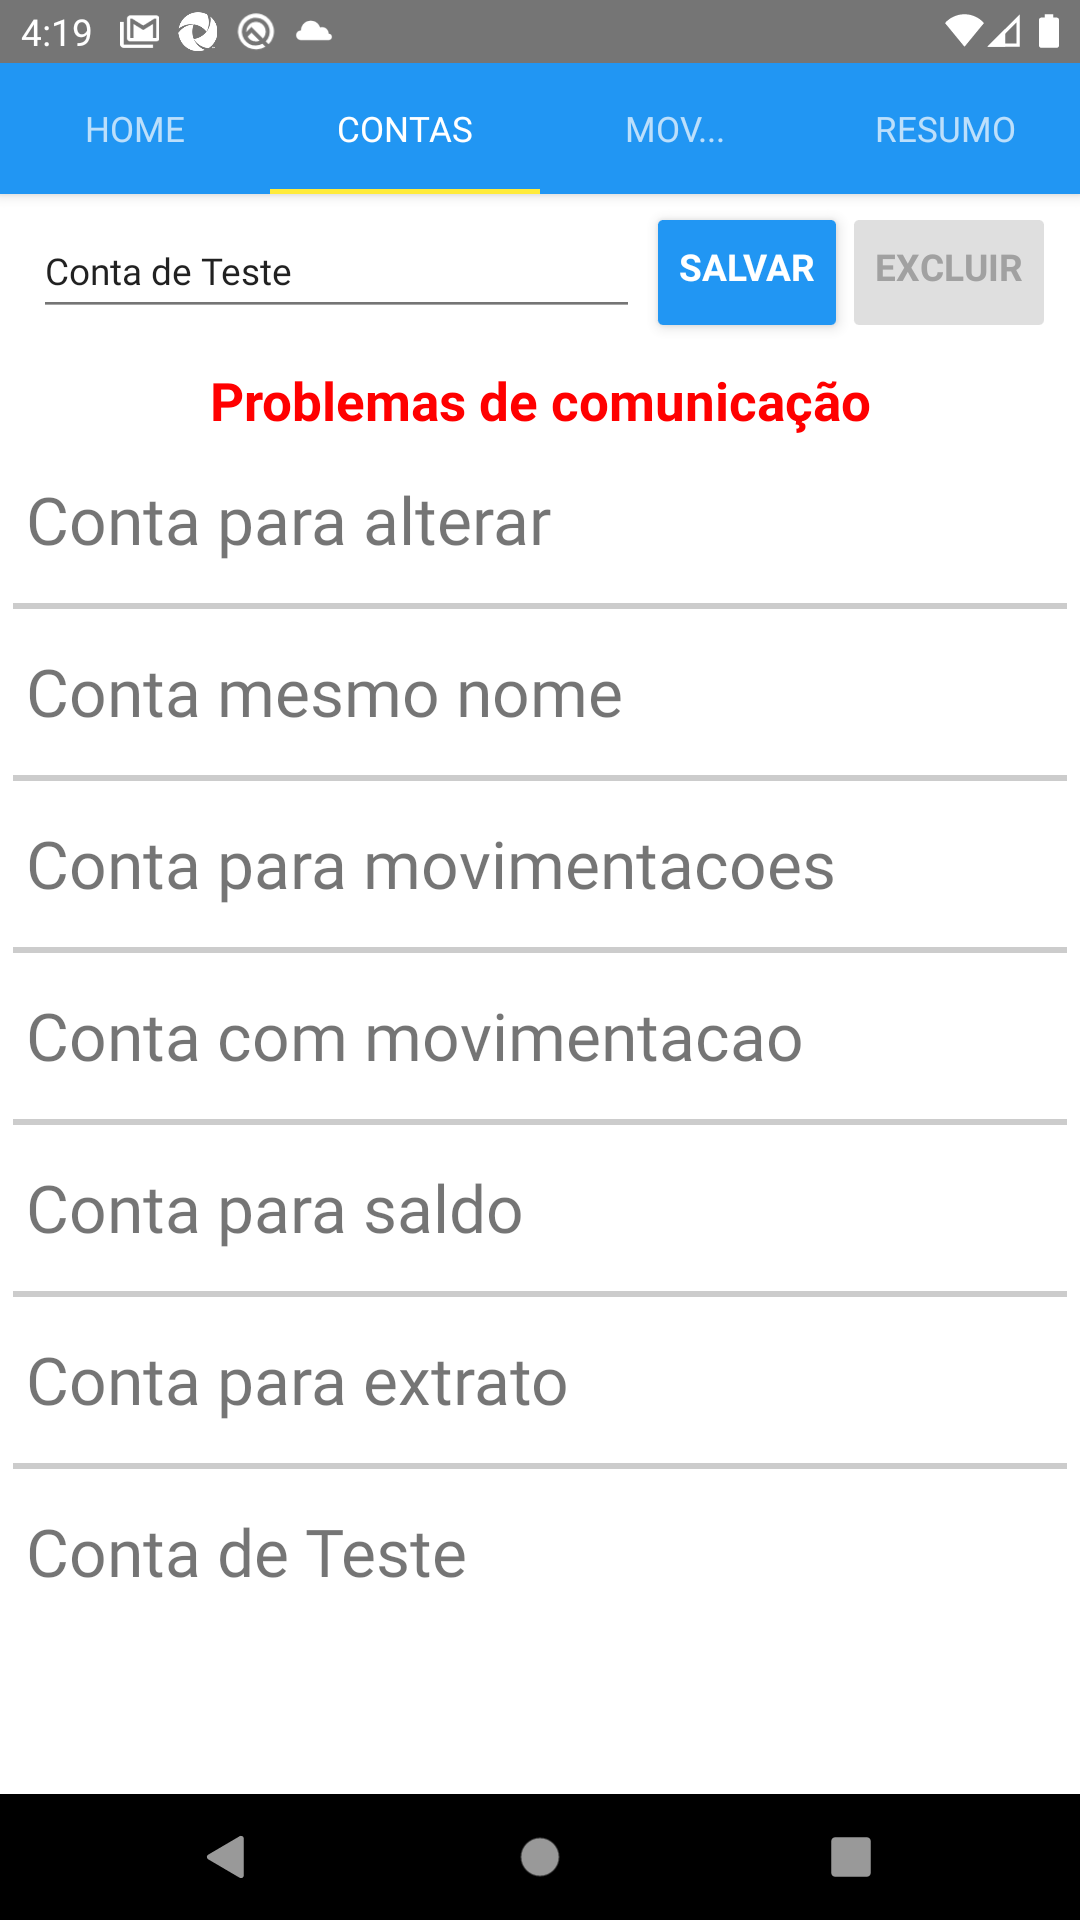 4:19
HOME CONTAS MOV... RESUMO
Conta de Teste SALVAR EXCLUIR
Problemas de comunicação
Conta para alterar
Conta mesmo nome
Conta para movimentacoes
Conta com movimentacao
Conta para saldo
Conta para extrato
Conta de Teste